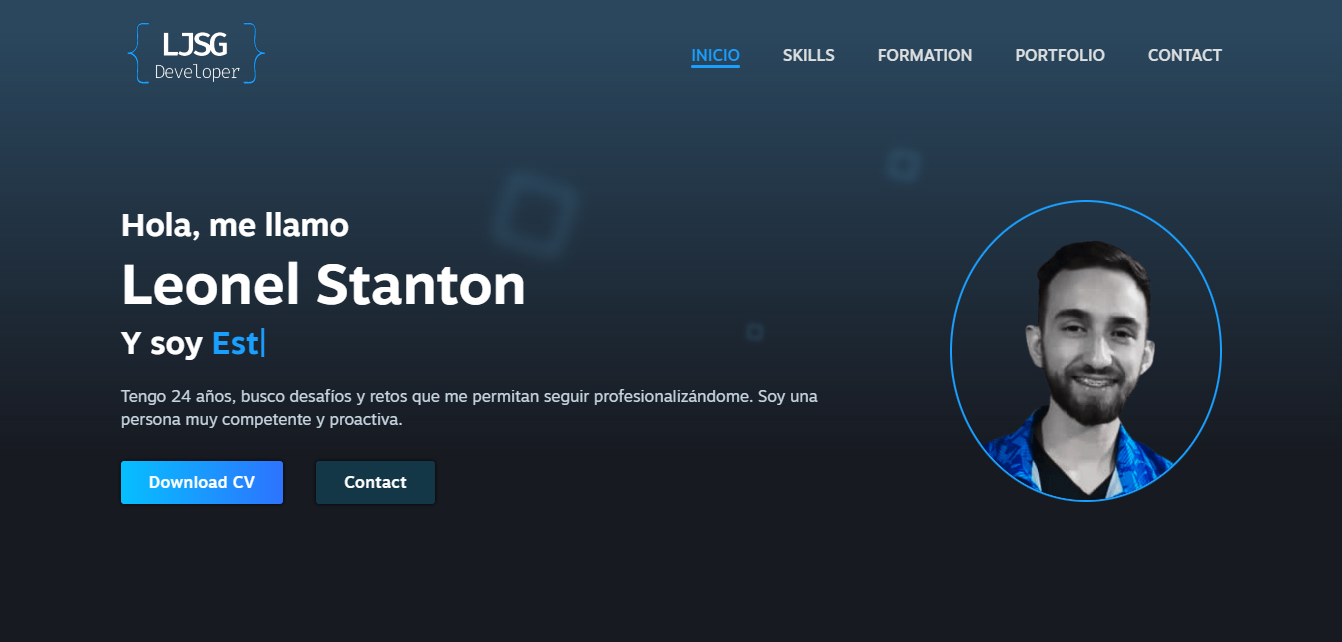 LJSG
Developer
INICIO SKILLS FORMATION PORTFOLIO CONTACT
Hola, me llamo
Leonel Stanton
Y soy Est|
Tengo 24 años, busco desafíos y retos que me permitan seguir profesionalizándome. Soy una
persona muy competente y proactiva.
Download CV Contact